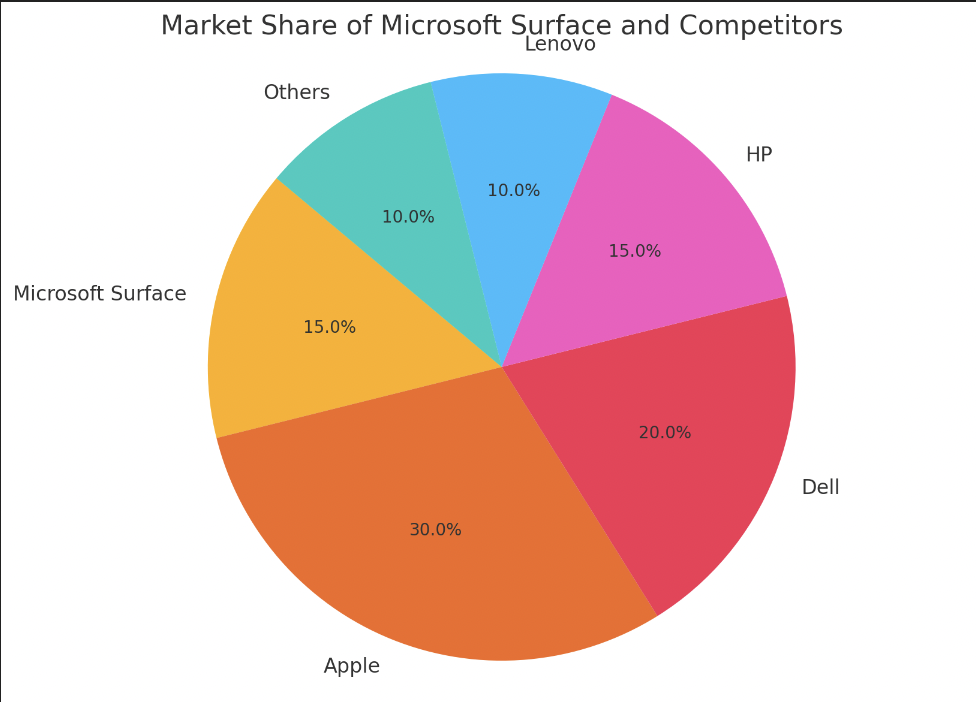 Market Share of Microsoft Surface and Competitors
Lenovo
Others
HP
10.0%
10.0%
15.0%
Microsoft Surface
15.0%
20.0%
Dell
30.0%
Apple